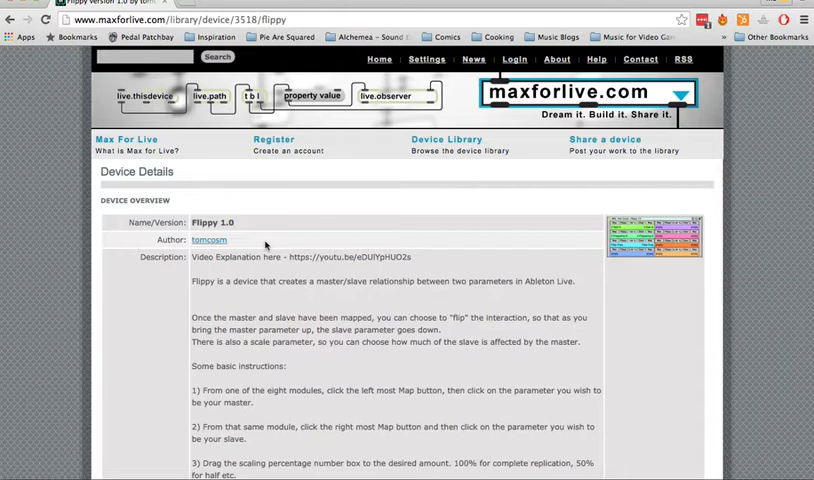 Flippy version 1.0 by tom
www.maxforlive.com/library/device/3518/flippy
Apps Bookmarks Pedal Patchbay Inspiration Pie Are Squared Alchemea - Sound E Comics Cooking Music Blogs Music for Video Gan Other Bookmarks
Search
Home Settings News Login About Help Contact RSS
live.thisdevice live.path t b l property value live.observer
maxforlive.com
Dream it. Build it. Share it.
Max For Live Register Device Library Share a device
What is Max for Live? Create an account Browse the device library Post your work to the library
Device Details
DEVICE OVERVIEW
Name/Version: Flippy 1.0
Author: tomcosm
Description: Video Explanation here - https://youtu.be/eDUlYpHUO2s
Flippy is a device that creates a master/slave relationship between two parameters in Ableton Live.
Once the master and slave have been mapped, you can choose to "flip" the interaction, so that as you
bring the master parameter up, the slave parameter goes down.
There is also a scale parameter, so you can choose how much of the slave is affected by the master.
Some basic instructions:
1) From one of the eight modules, click the left most Map button, then click on the parameter you wish to
be your master.
2) From that same module, click the right most Map button and then click on the parameter you wish to
be your slave.
3) Drag the scaling percentage number box to the desired amount. 100% for complete replication, 50%
for half etc.